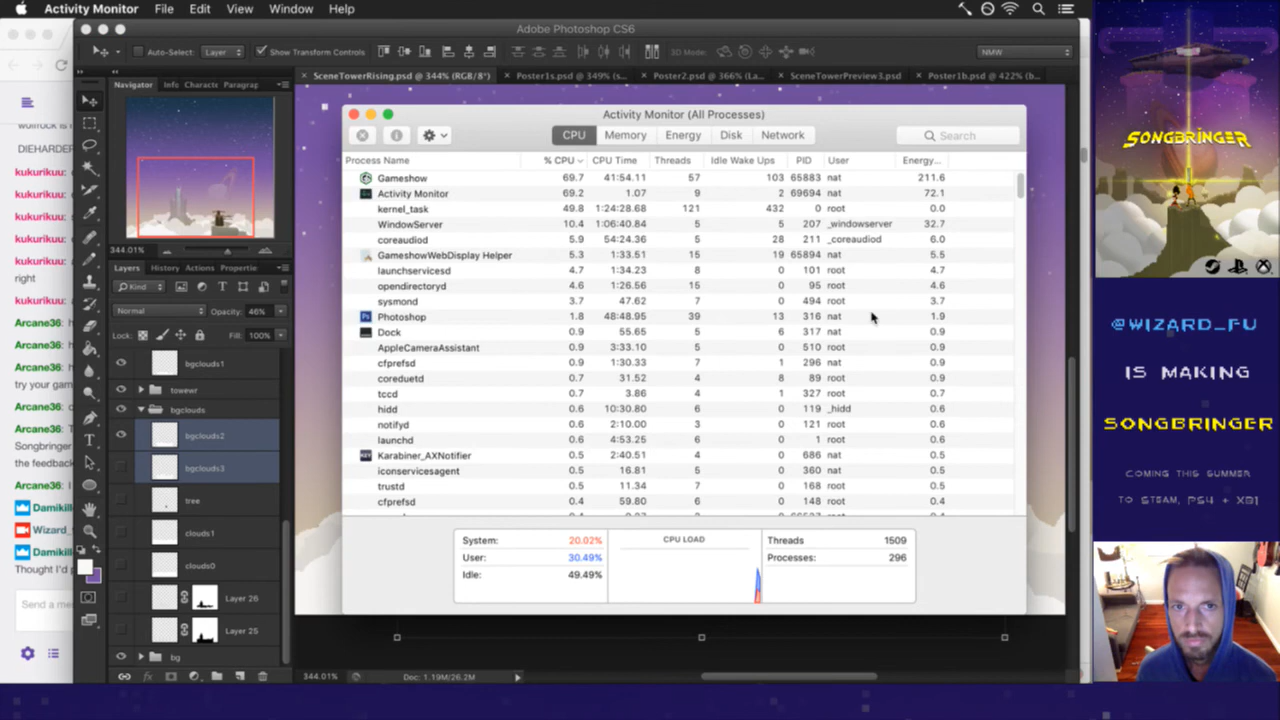 Activity Monitor File Edit View Window Help
Adobe Photoshop CS6
Auto-Select: Layer Show Transform Controls 3D Mode: NMW
Navigator Info Characte Paragrap
SceneTowerRising.psd @ 344% (RGB/8*) Poster1s.psd @ 349% (s... Poster2.psd @ 366% (La... SceneTowerPreview3.psd Poster1b.psd @ 422% (b...
DIEHARDER
kukurikuu:
kukurikuu:
kukurikuu:
kukurikuu:
kukurikuu:
right
kukurikuu:
Arcane36:
Arcane36:
try your gam
Arcane36:
Songbringer
the feedback
Arcane36: I
Damikill
Wizard_
Damikill
Thought I'd
Send a me
344.01%
Layers History Actions Propertie
Kind
Normal Opacity: 46%
Lock: Fill: 100%
bgclouds1
towewr
bgclouds
bgclouds2
bgclouds3
tree
clouds1
clouds0
Layer 26
Layer 25
bg
Activity Monitor (All Processes)
CPU Memory Energy Disk Network Search
Process Name % CPU CPU Time Threads Idle Wake Ups PID User Energy...
Gameshow 69.7 41:54.11 57 103 65883 nat 211.6
Activity Monitor 69.2 1.07 9 2 69694 nat 72.1
kernel_task 49.8 1:24:28.68 121 432 0 root 0.0
WindowServer 10.4 1:06:40.84 5 5 207 _windowserver 32.7
coreaudiod 5.9 54:24.36 5 28 211 _coreaudiod 6.0
GameshowWebDisplay Helper 5.3 1:33.51 15 19 65894 nat 5.5
launchservicesd 4.7 1:34.23 8 0 101 root 4.7
opendirectoryd 4.6 1:26.56 15 0 95 root 4.6
sysmond 3.7 47.62 7 0 494 root 3.7
Photoshop 1.8 48:48.95 39 13 316 nat 1.9
Dock 0.9 55.65 5 6 317 nat 0.9
AppleCameraAssistant 0.9 3:33.10 5 0 510 root 0.9
cfprefsd 0.9 1:30.33 7 1 296 nat 0.9
coreduetd 0.7 31.52 4 8 89 root 0.9
tccd 0.7 3.86 4 1 327 root 0.7
hidd 0.6 10:30.80 6 0 119 _hidd 0.6
notifyd 0.6 2:10.00 3 0 121 root 0.6
launchd 0.6 4:53.25 6 0 1 root 0.6
Karabiner_AXNotifier 0.5 2:40.51 4 0 686 nat 0.5
iconservicesagent 0.5 16.81 5 0 360 nat 0.5
trustd 0.5 11.34 7 0 168 root 0.5
cfprefsd 0.4 59.80 6 0 148 root 0.4
System: 20.02%
User: 30.49%
Idle: 49.49%
CPU LOAD
Threads 1509
Processes: 296
344.01% Doc: 1.19M/26.2M
SONGBRINGER
@WIZARD_FU
IS MAKING
SONGBRINGER
COMING THIS SUMMER
TO STEAM, PS4 + XB1